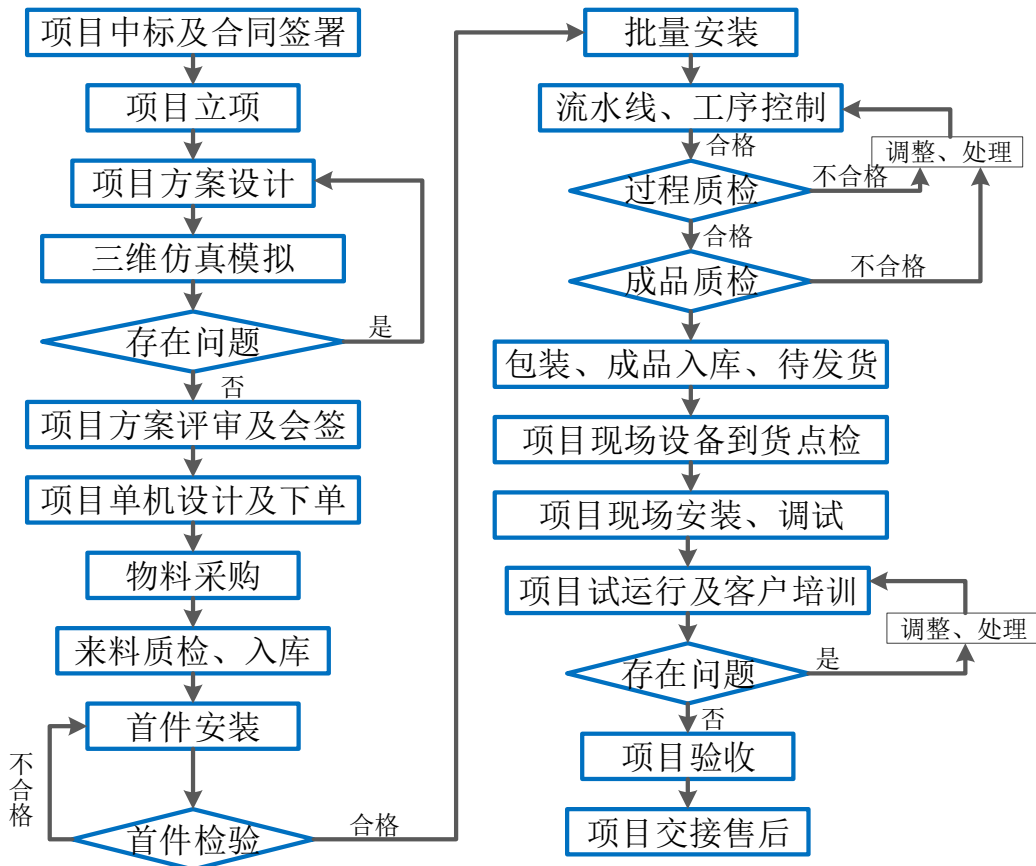 项目中标及合同签署
项目立项
项目方案设计
三维仿真模拟
存在问题
是
否
项目方案评审及会签
项目单机设计及下单
物料采购
来料质检、入库
首件安装
不合格
首件检验
合格
批量安装
流水线、工序控制
合格
调整、处理
过程质检
不合格
合格
成品质检
不合格
包装、成品入库、待发货
项目现场设备到货点检
项目现场安装、调试
项目试运行及客户培训
调整、处理
存在问题
是
否
项目验收
项目交接售后